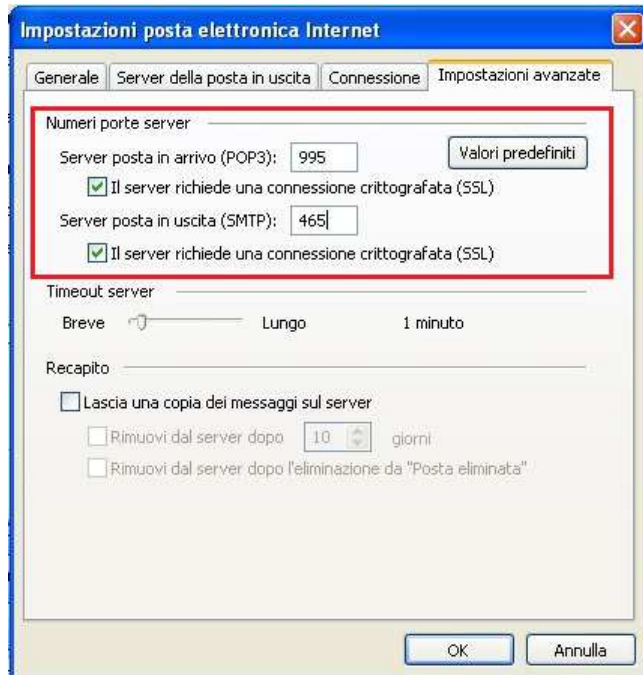 Impostazioni posta elettronica Internet
Generale Server della posta in uscita Connessione Impostazioni avanzate
Numeri porte server
Server posta in arrivo (POP3): 995 Valori predefiniti
Il server richiede una connessione crittografata (SSL)
Server posta in uscita (SMTP): 465
Il server richiede una connessione crittografata (SSL)
Timeout server
Breve Lungo 1 minuto
Recapito
Lascia una copia dei messaggi sul server
Rimuovi dal server dopo 10 giorni
Rimuovi dal server dopo l'eliminazione da "Posta eliminata"
OK Annulla